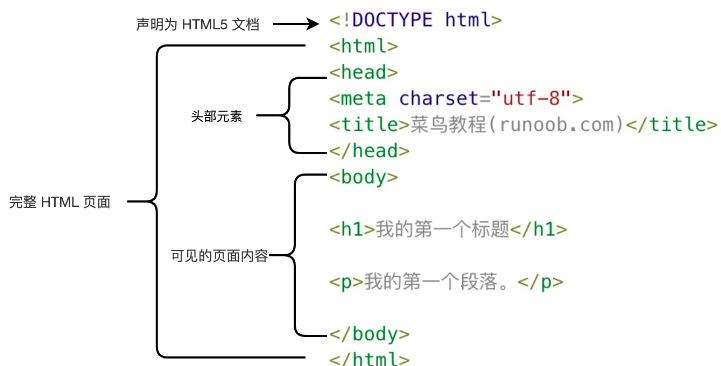 声明为 HTML5 文档
<!DOCTYPE html>
<html>
<head>
<meta charset="utf-8">
头部元素
<title>菜鸟教程(runoob.com)</title>
</head>
<body>
完整 HTML 页面
<h1>我的第一个标题</h1>
可见的页面内容
<p>我的第一个段落。</p>
</body>
</html>